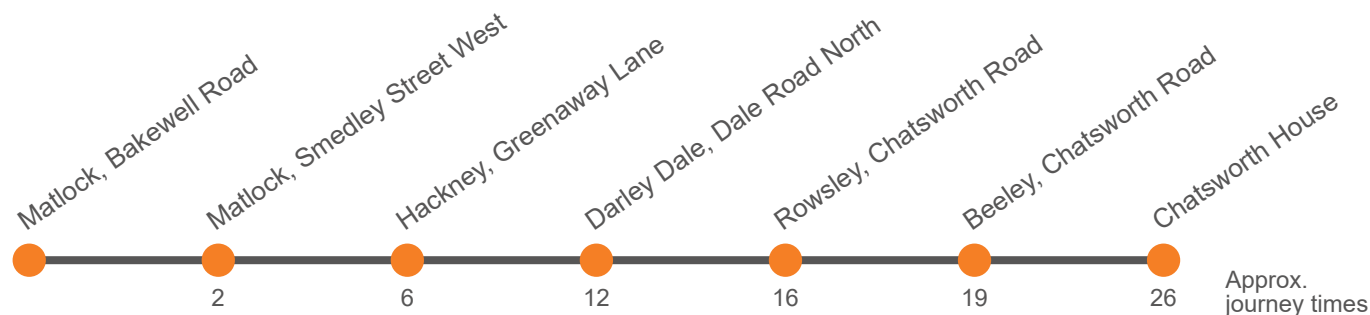 Matlock, Bakewell Road
Matlock, Smedley Street West
Hackney, Greenaway Lane
Darley Dale, Dale Road North
Rowsley, Chatsworth Road
Beeley, Chatsworth Road
Chatsworth House
2
6
12
16
19
26
Approx.
journey times